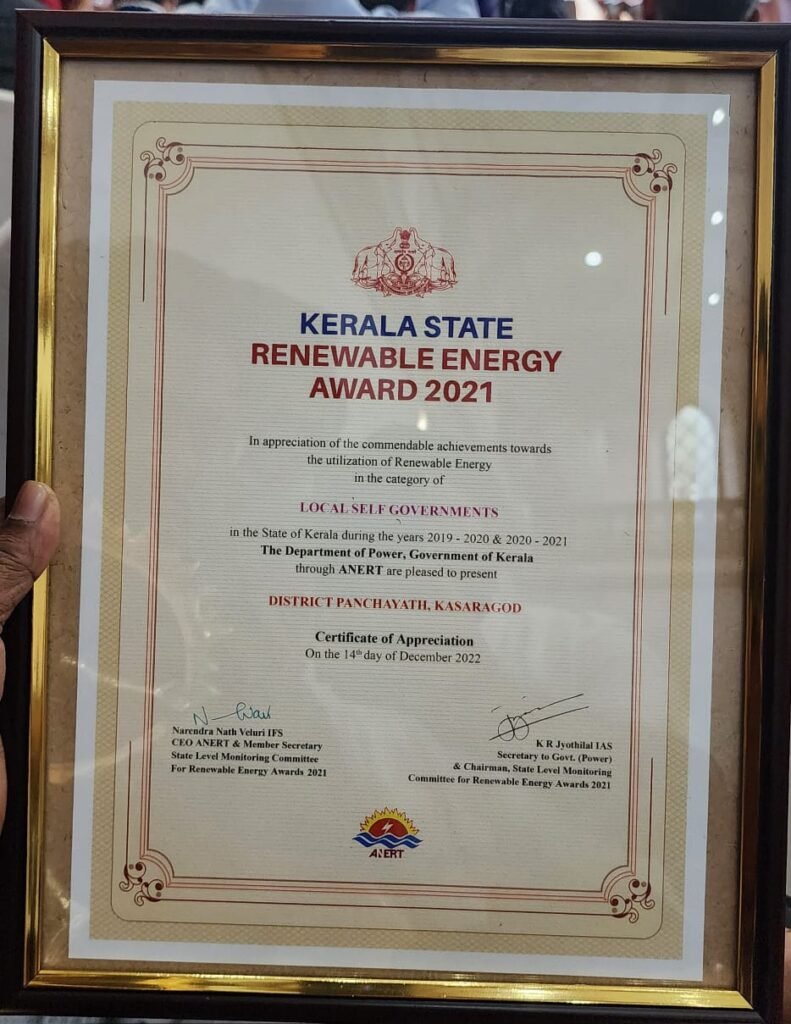 KERALA STATE
RENEWABLE ENERGY
AWARD 2021
In appreciation of the commendable achievements towards
the utilization of Renewable Energy
in the category of
LOCAL SELF GOVERNMENTS
in the State of Kerala during the years 2019 - 2020 & 2020 - 2021
The Department of Power, Government of Kerala
through ANERT are pleased to present
DISTRICT PANCHAYATH, KASARAGOD
Certificate of Appreciation
On the 14th day of December 2022
Narendra Nath Veluri IFS
CEO ANERT & Member Secretary
State Level Monitoring Committee
For Renewable Energy Awards 2021
K R Jyothilal IAS
Secretary to Govt. (Power)
& Chairman, State Level Monitoring
Committee for Renewable Energy Awards 2021
ANERT